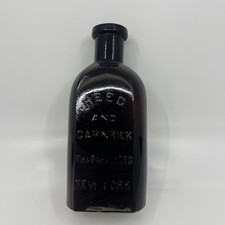 REED
AND
CARNRICK
PHARMACISTS
NEW YORK